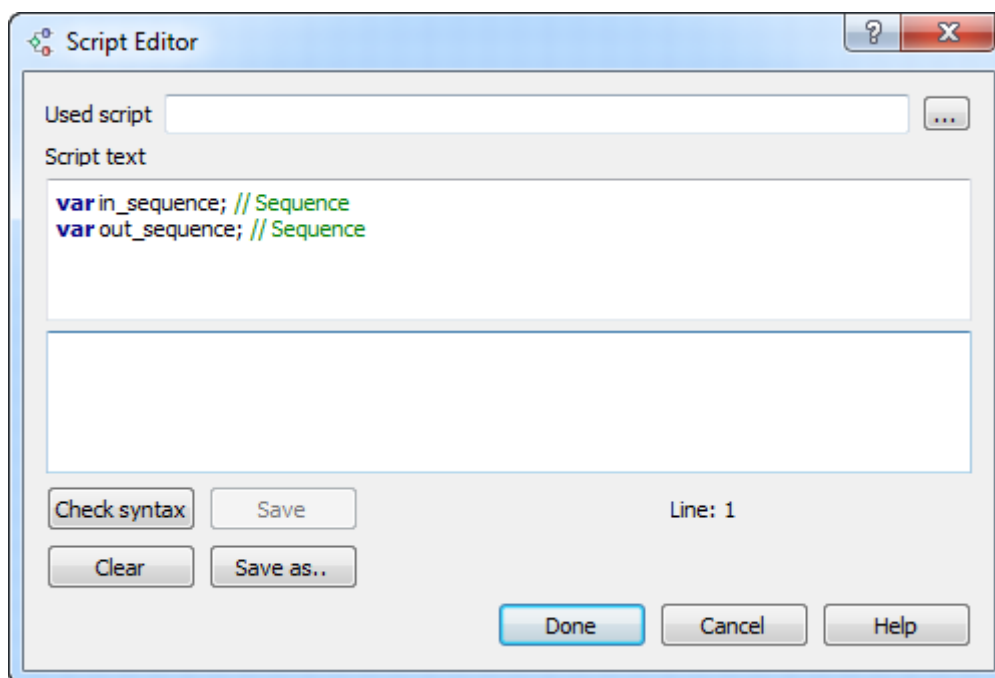 Script Editor
Used script
...
Script text
var in_sequence; // Sequence
var out_sequence; // Sequence
Check syntax Save Line: 1
Clear Save as..
Done Cancel Help